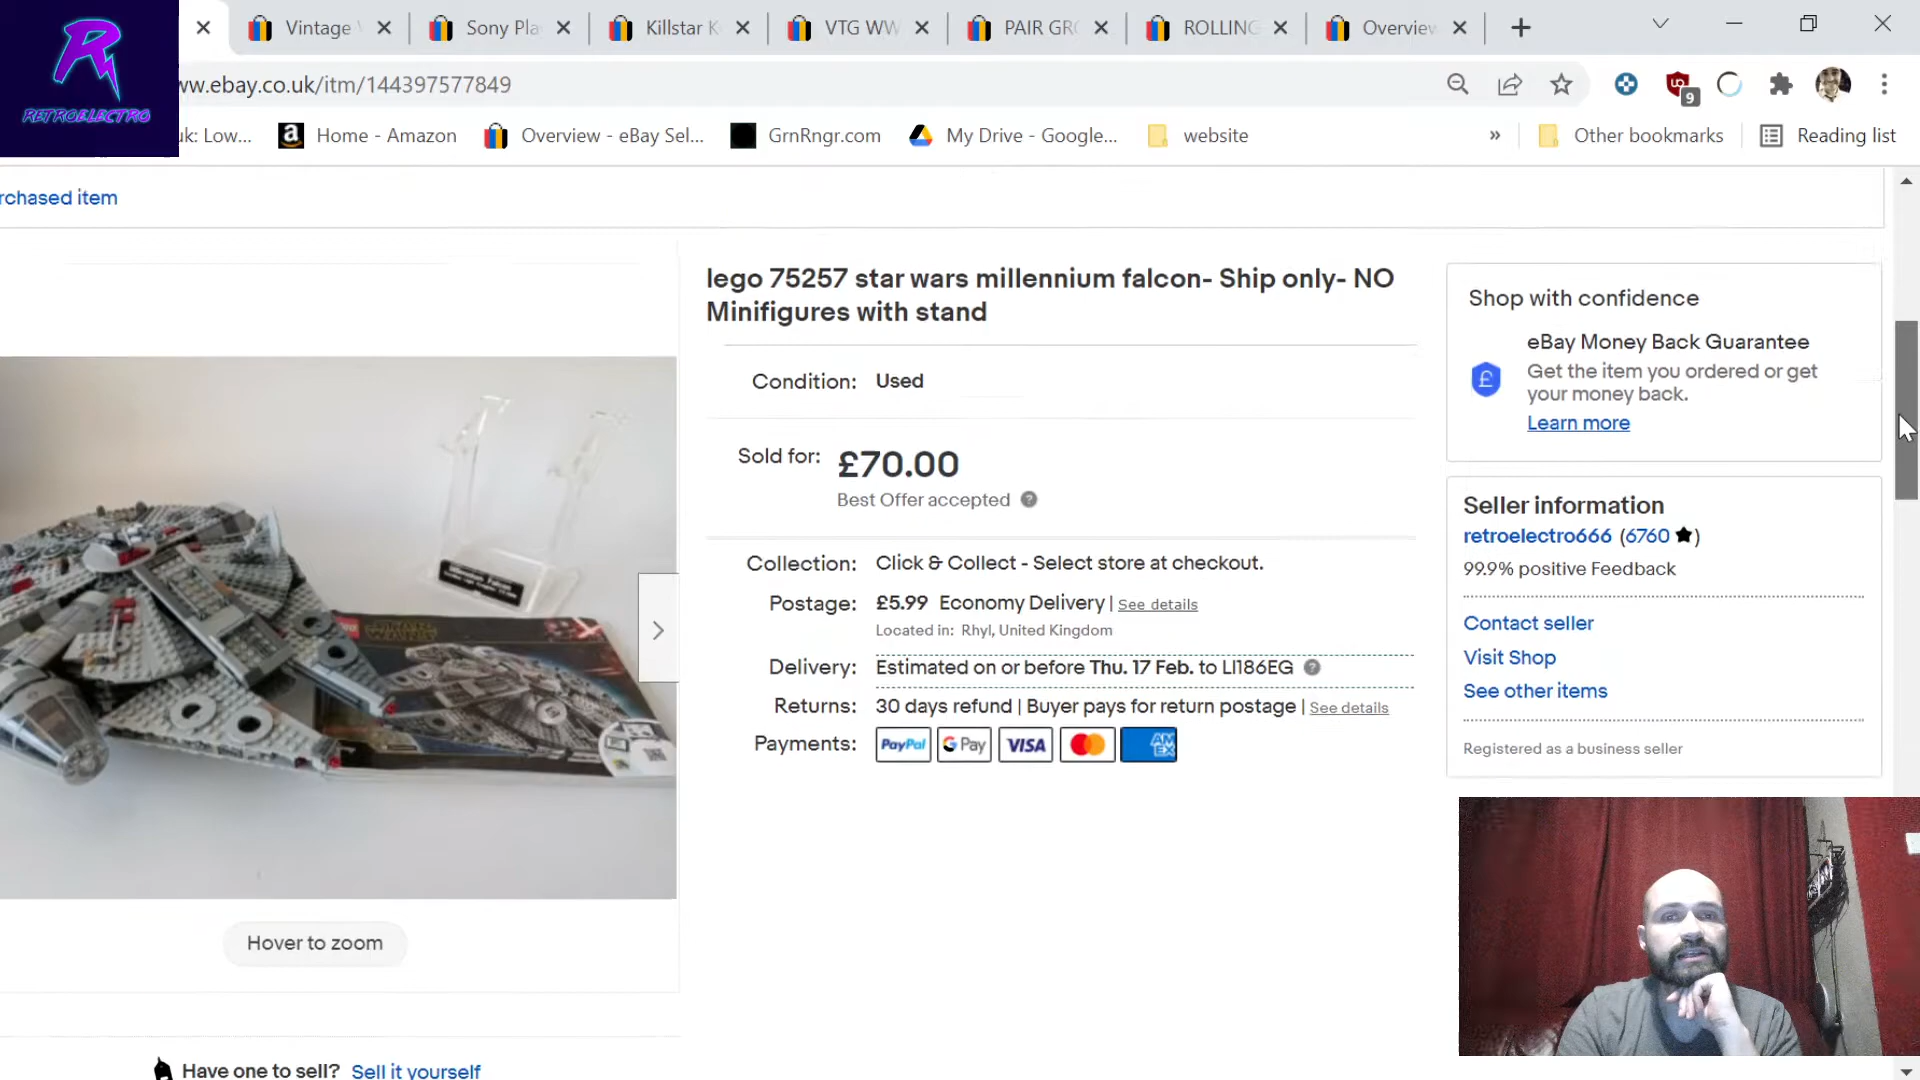 Vintage
Sony Pla
Killstar K
VTG WW
PAIR GR
ROLLING
Overview
R
RETROELECTRO
ww.ebay.co.uk/itm/144397577849
9
uk: Low...
Home - Amazon
Overview - eBay Sel...
GrnRngr.com
My Drive - Google...
website
»
Other bookmarks
Reading list
rchased item
lego 75257 star wars millennium falcon- Ship only- NO
Minifigures with stand
Condition: Used
Sold for: £70.00
Best Offer accepted
Collection: Click & Collect - Select store at checkout.
Postage: £5.99 Economy Delivery | See details
Located in: Rhyl, United Kingdom
Delivery: Estimated on or before Thu. 17 Feb. to Ll186EG
Returns: 30 days refund | Buyer pays for return postage | See details
Payments: PayPal G Pay VISA AMEX
Shop with confidence
eBay Money Back Guarantee
Get the item you ordered or get
your money back.
Learn more
Seller information
retroelectro666 (6760 ★)
99.9% positive Feedback
Contact seller
Visit Shop
See other items
Registered as a business seller
Millennium Falcon
STAR WARS
Hover to zoom
Have one to sell? Sell it yourself